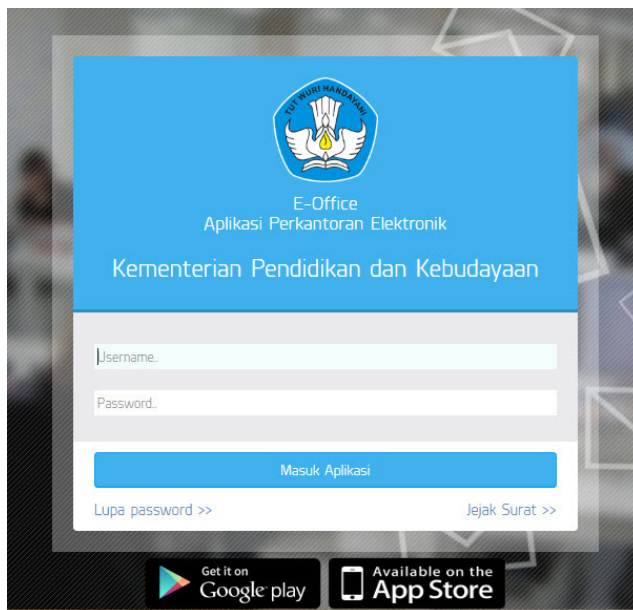 TUT WURI HANDAYANI
E-Office
Aplikasi Perkantoran Elektronik
Kementerian Pendidikan dan Kebudayaan
Username..
Password..
Masuk Aplikasi
Lupa password >>
Jejak Surat >>
Get it on
Google play
Available on the
App Store